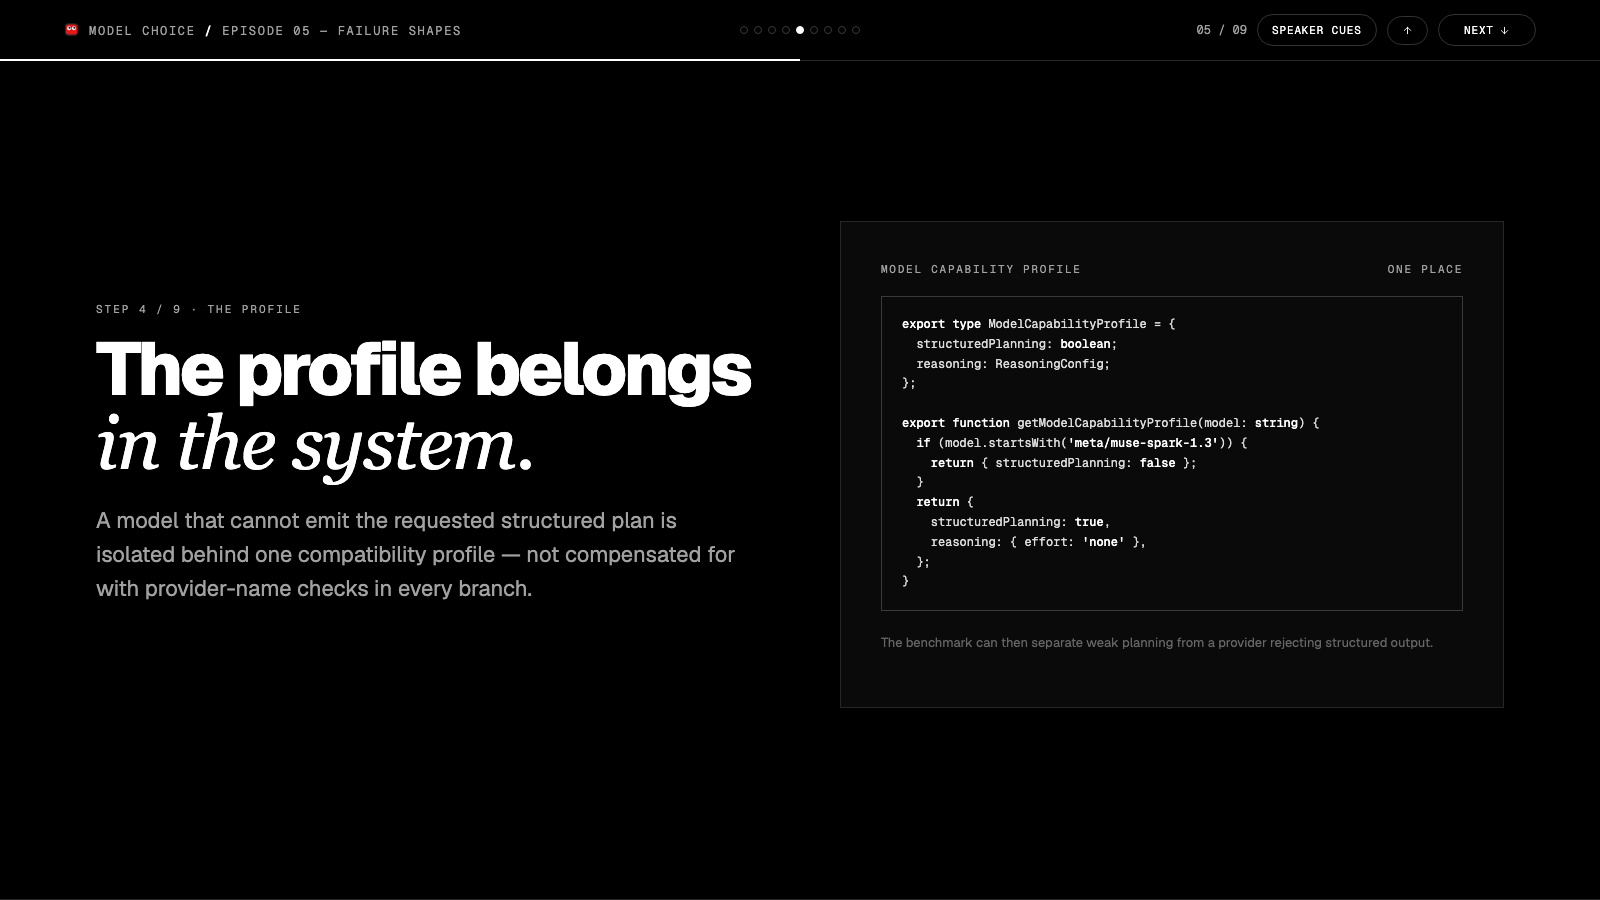 MODEL CHOICE / EPISODE 05 — FAILURE SHAPES
05 / 09
SPEAKER CUES
↑
NEXT ↓
STEP 4 / 9 · THE PROFILE
The profile belongs
in the system.
A model that cannot emit the requested structured plan is
isolated behind one compatibility profile — not compensated for
with provider-name checks in every branch.
MODEL CAPABILITY PROFILE
ONE PLACE
export type ModelCapabilityProfile = {
  structuredPlanning: boolean;
  reasoning: ReasoningConfig;
};

export function getModelCapabilityProfile(model: string) {
  if (model.startsWith('meta/muse-spark-1.3')) {
    return { structuredPlanning: false };
  }
  return {
    structuredPlanning: true,
    reasoning: { effort: 'none' },
  };
}
The benchmark can then separate weak planning from a provider rejecting structured output.